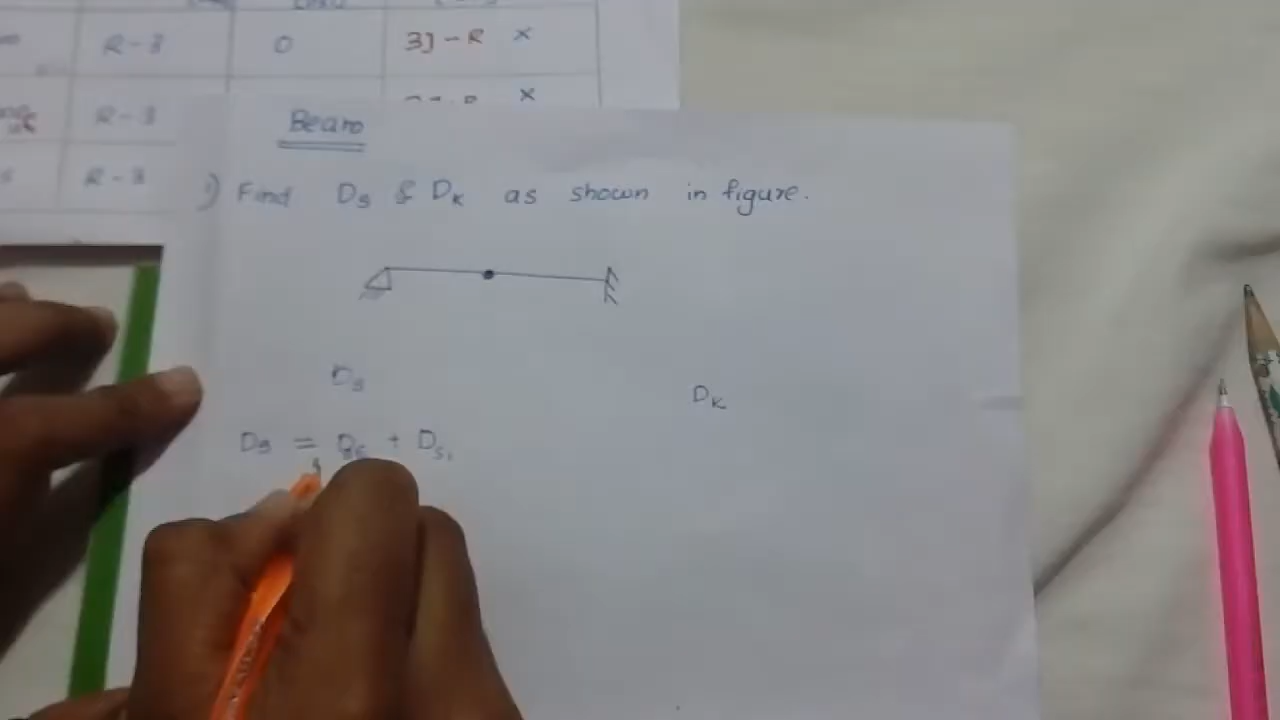 R - 3 0 3J - R x
x
R - 3
R - 3
Beam
1) Find Ds & Dk as shown in figure.
Ds
Dk
Ds = Dse + Dsi